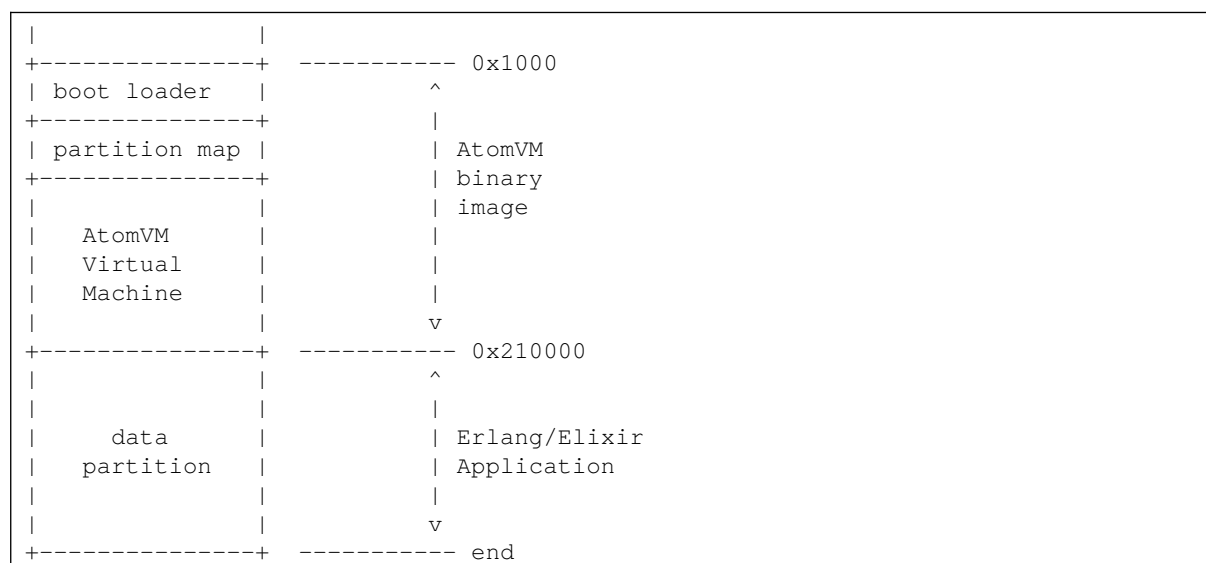 |               |
+---------------+  ----------- 0x1000
| boot loader   |           ^
+---------------+           |
| partition map |           | AtomVM
+---------------+           | binary
|               |           | image
|   AtomVM      |           |
|   Virtual     |           |
|   Machine     |           |
|               |           v
+---------------+  ----------- 0x210000
|               |           ^
|               |           |
|     data      |           | Erlang/Elixir
|   partition   |           | Application
|               |           |
|               |           v
+---------------+  ----------- end